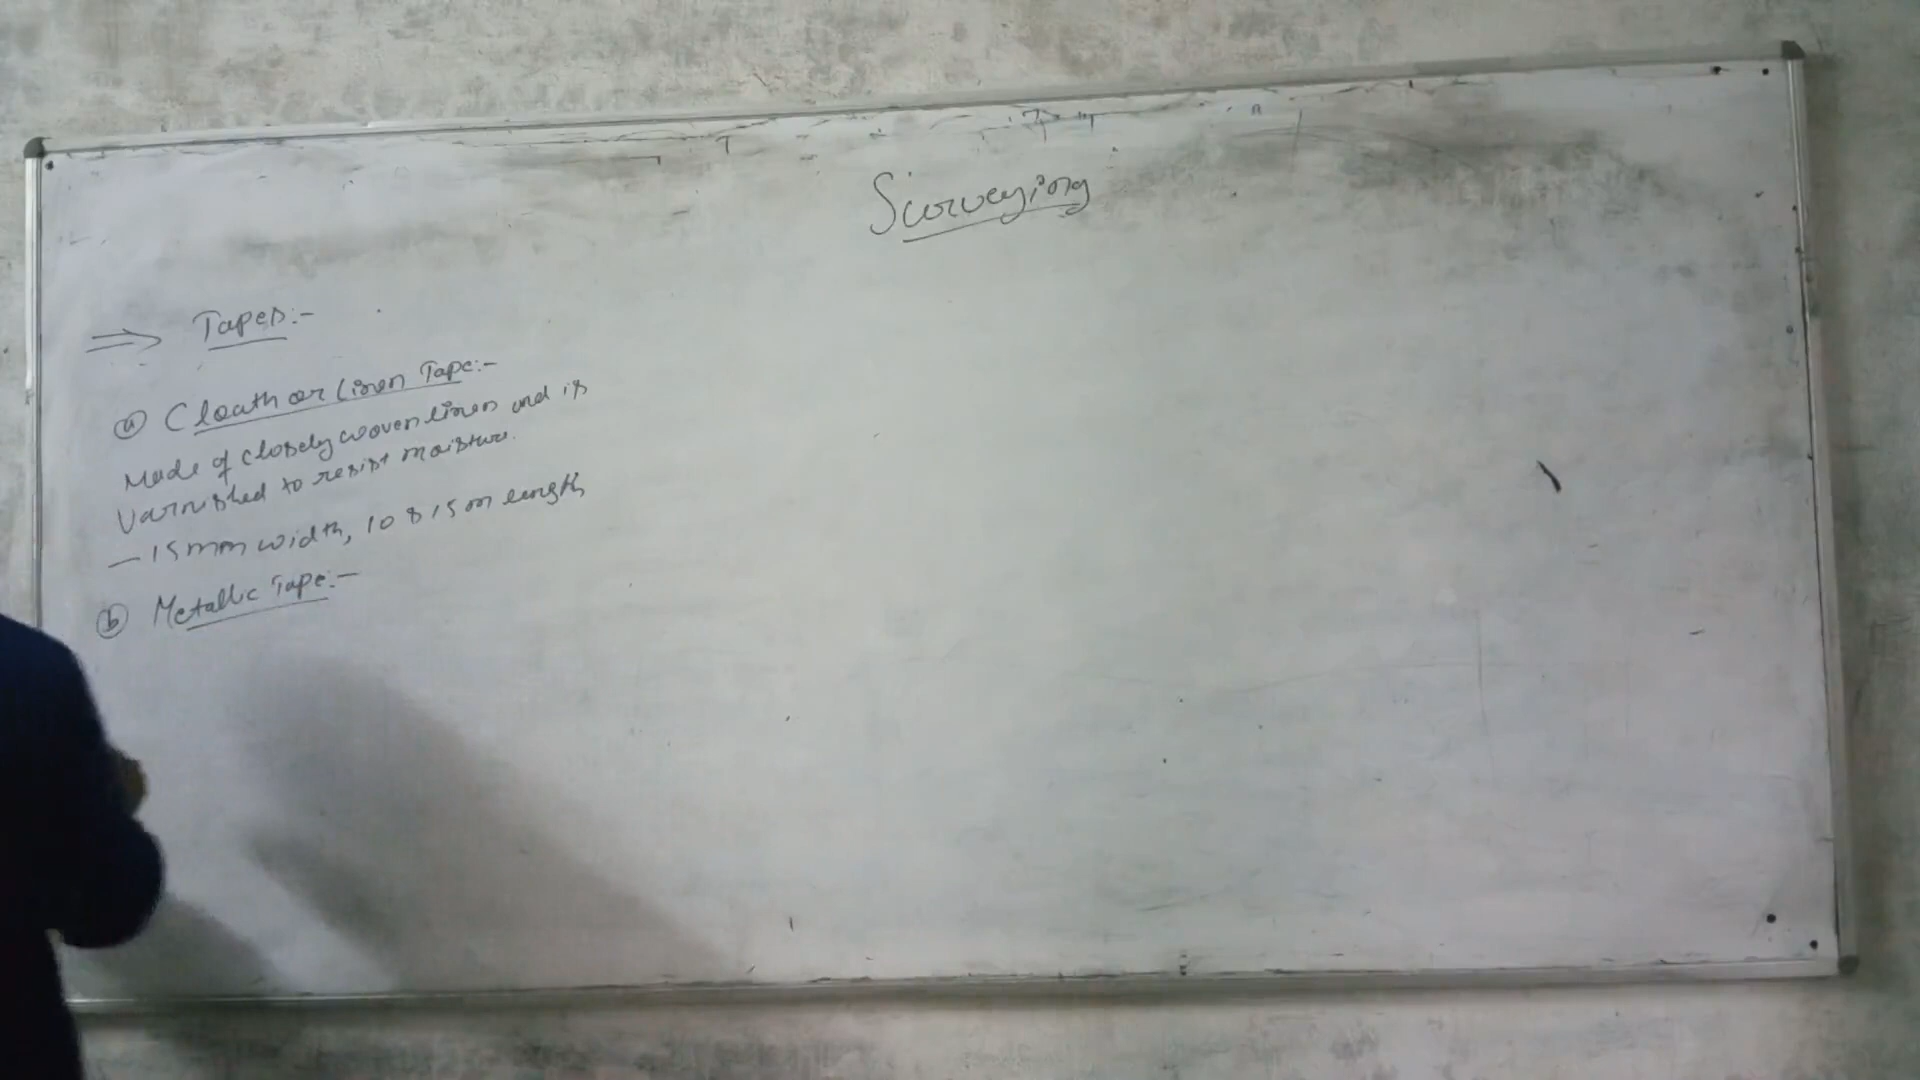 Surveying
⇒ Tapes:-
(a) Cloath or Linen Tape:-
Made of closely woven linen and is
varnished to resist moisture.
— 15mm width, 10 & 15 m length
(b) Metallic Tape:-